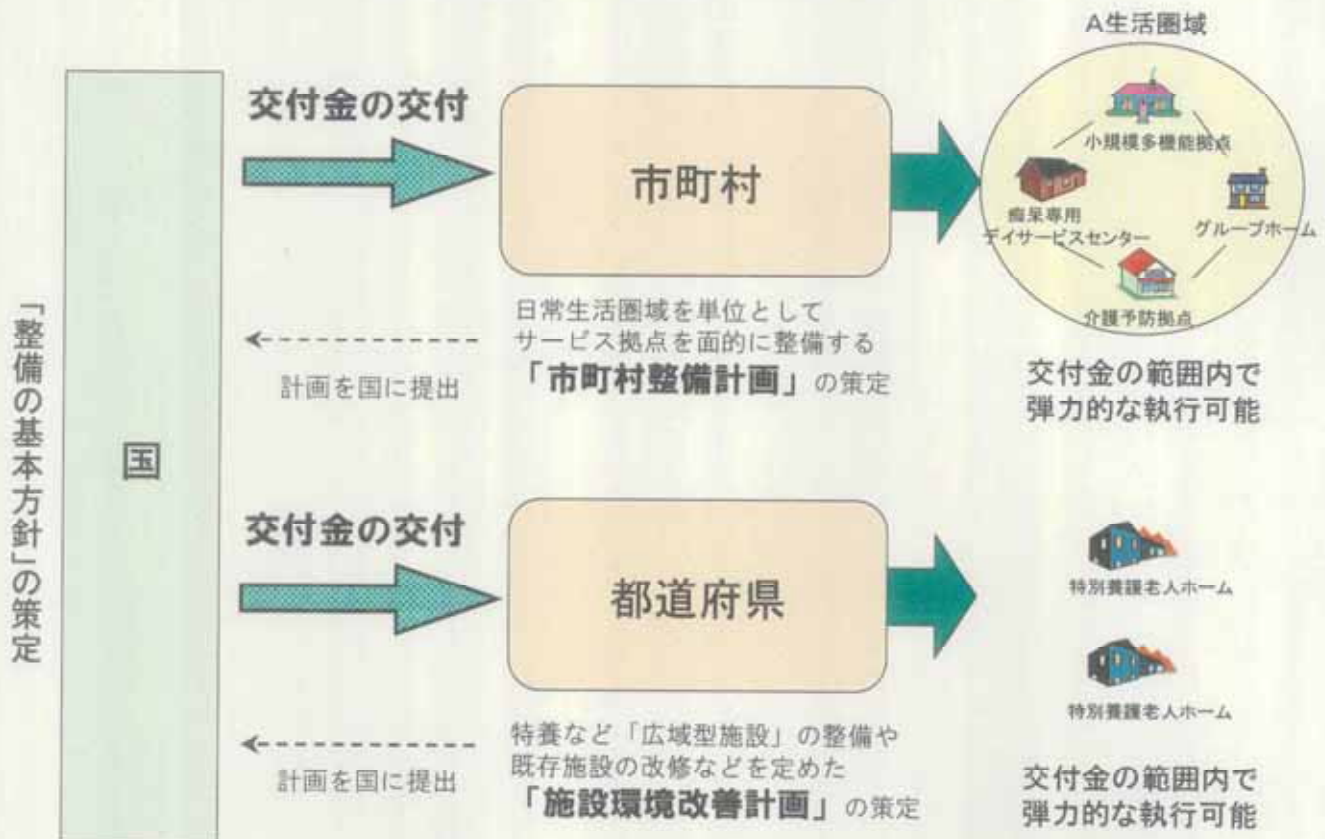 「整備の基本方針」の策定
国
交付金の交付
市町村
計画を国に提出
日常生活圏域を単位として
サービス拠点を面的に整備する
「市町村整備計画」の策定
A生活圏域
小規模多機能拠点
痴呆専用
デイサービスセンター
グループホーム
介護予防拠点
交付金の範囲内で
弾力的な執行可能
交付金の交付
都道府県
計画を国に提出
特養など「広域型施設」の整備や
既存施設の改修などを定めた
「施設環境改善計画」の策定
特別養護老人ホーム
特別養護老人ホーム
交付金の範囲内で
弾力的な執行可能